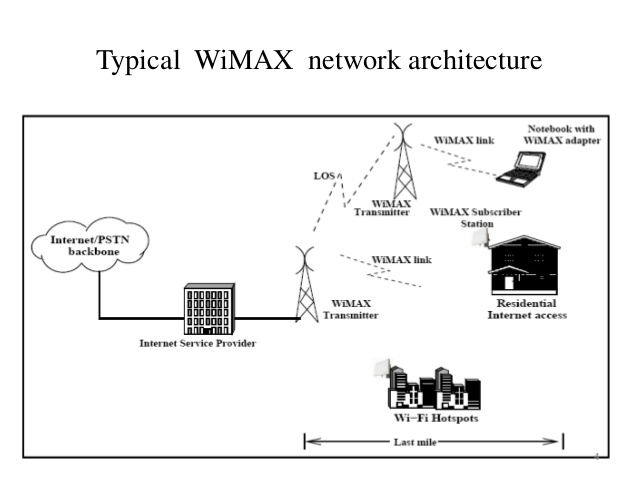 Typical WiMAX network architecture
Notebook with
WiMAX adapter
WiMAX link
LOS
WiMAX
Transmitter
WiMAX Subscriber
Station
Internet/PSTN
backbone
WiMAX link
WiMAX
Transmitter
Residential
Internet access
Internet Service Provider
Wi-Fi Hotspots
Last mile
4